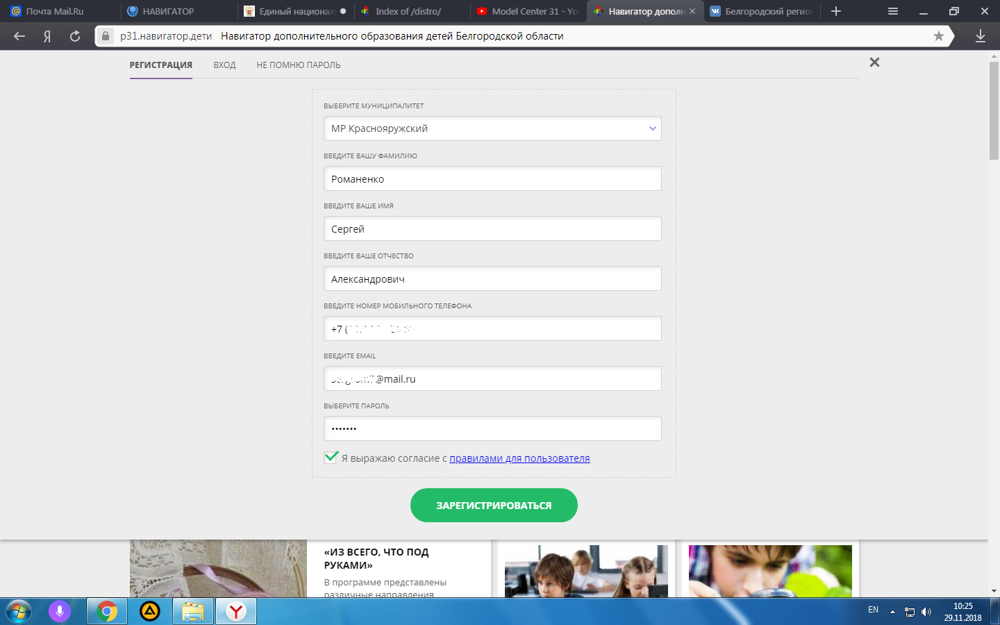 Почта Mail.Ru
НАВИГАТОР
Единый национал
Index of /distro/
Model Center 31 - Yo
Навигатор дополн
Белгородский регион
Я
р31.навигатор.дети Навигатор дополнительного образования детей Белгородской области
РЕГИСТРАЦИЯ ВХОД НЕ ПОМНЮ ПАРОЛЬ
ВЫБЕРИТЕ МУНИЦИПАЛИТЕТ
МР Краснояружский
ВВЕДИТЕ ВАШУ ФАМИЛИЮ
Романенко
ВВЕДИТЕ ВАШЕ ИМЯ
Сергей
ВВЕДИТЕ ВАШЕ ОТЧЕСТВО
Александрович
ВВЕДИТЕ НОМЕР МОБИЛЬНОГО ТЕЛЕФОНА
+7 (
ВВЕДИТЕ EMAIL
@mail.ru
ВЫБЕРИТЕ ПАРОЛЬ
•••••••
Я выражаю согласие с правилами для пользователя
ЗАРЕГИСТРИРОВАТЬСЯ
«ИЗ ВСЕГО, ЧТО ПОД
РУКАМИ»
В программе представлены
различные направления
EN
10:25
29.11.2018